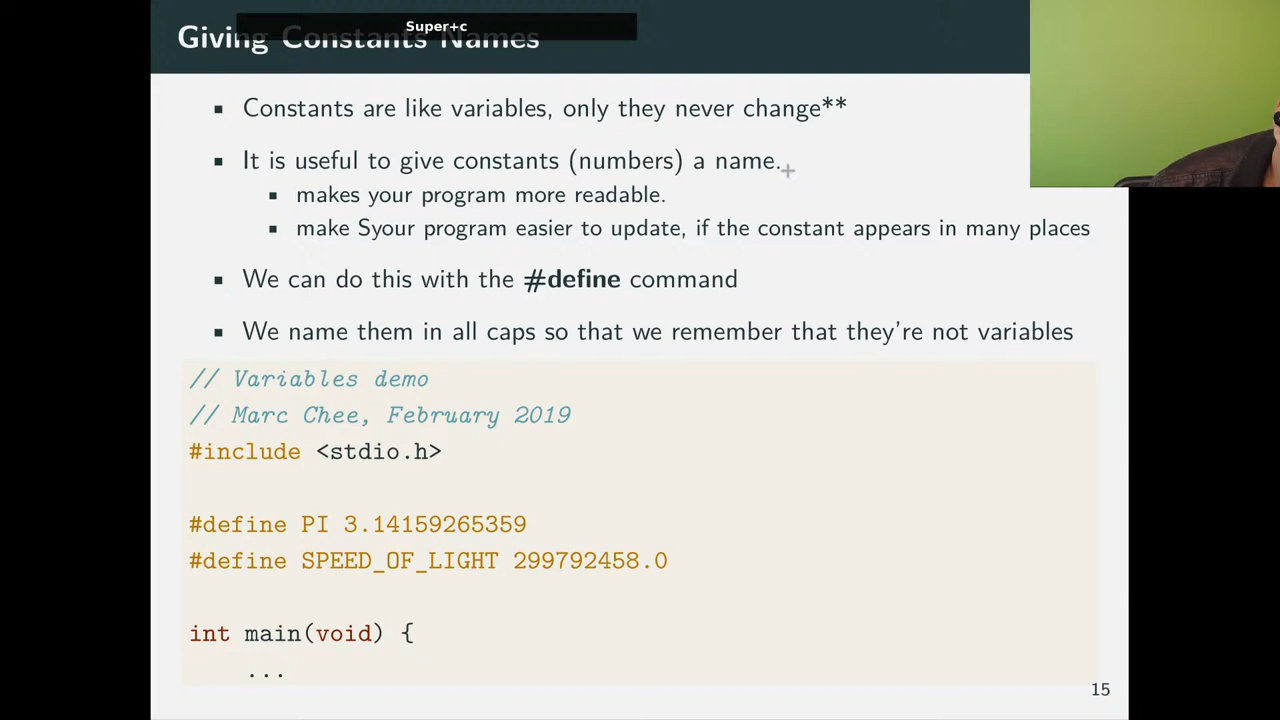 Super+c
Giving Constants Names
▪ Constants are like variables, only they never change**
▪ It is useful to give constants (numbers) a name.
▪ makes your program more readable.
▪ make Syour program easier to update, if the constant appears in many places
▪ We can do this with the #define command
▪ We name them in all caps so that we remember that they're not variables
// Variables demo
// Marc Chee, February 2019
#include <stdio.h>
#define PI 3.14159265359
#define SPEED_OF_LIGHT 299792458.0
int main(void) {
...
15